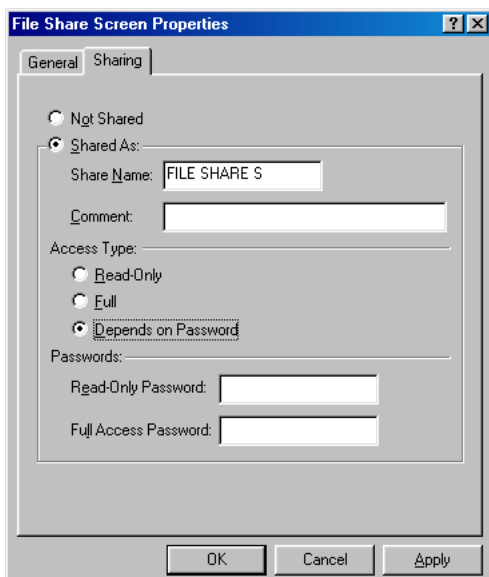 File Share Screen Properties
General Sharing
Not Shared
Shared As:
Share Name: FILE SHARE S
Comment:
Access Type:
Read-Only
Full
Depends on Password
Passwords:
Read-Only Password:
Full Access Password:
OK Cancel Apply